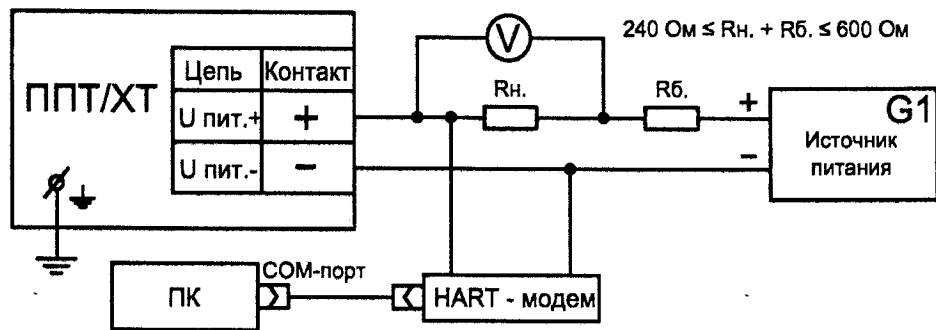 240 Ом ≤ Rн. + Rб. ≤ 600 Ом
V
ППТ/ХТ
Цепь Контакт
U пит.+ +
U пит.- −
Rн.
Rб.
+
−
G1
Источник
питания
ПК
COM-порт
HART - модем